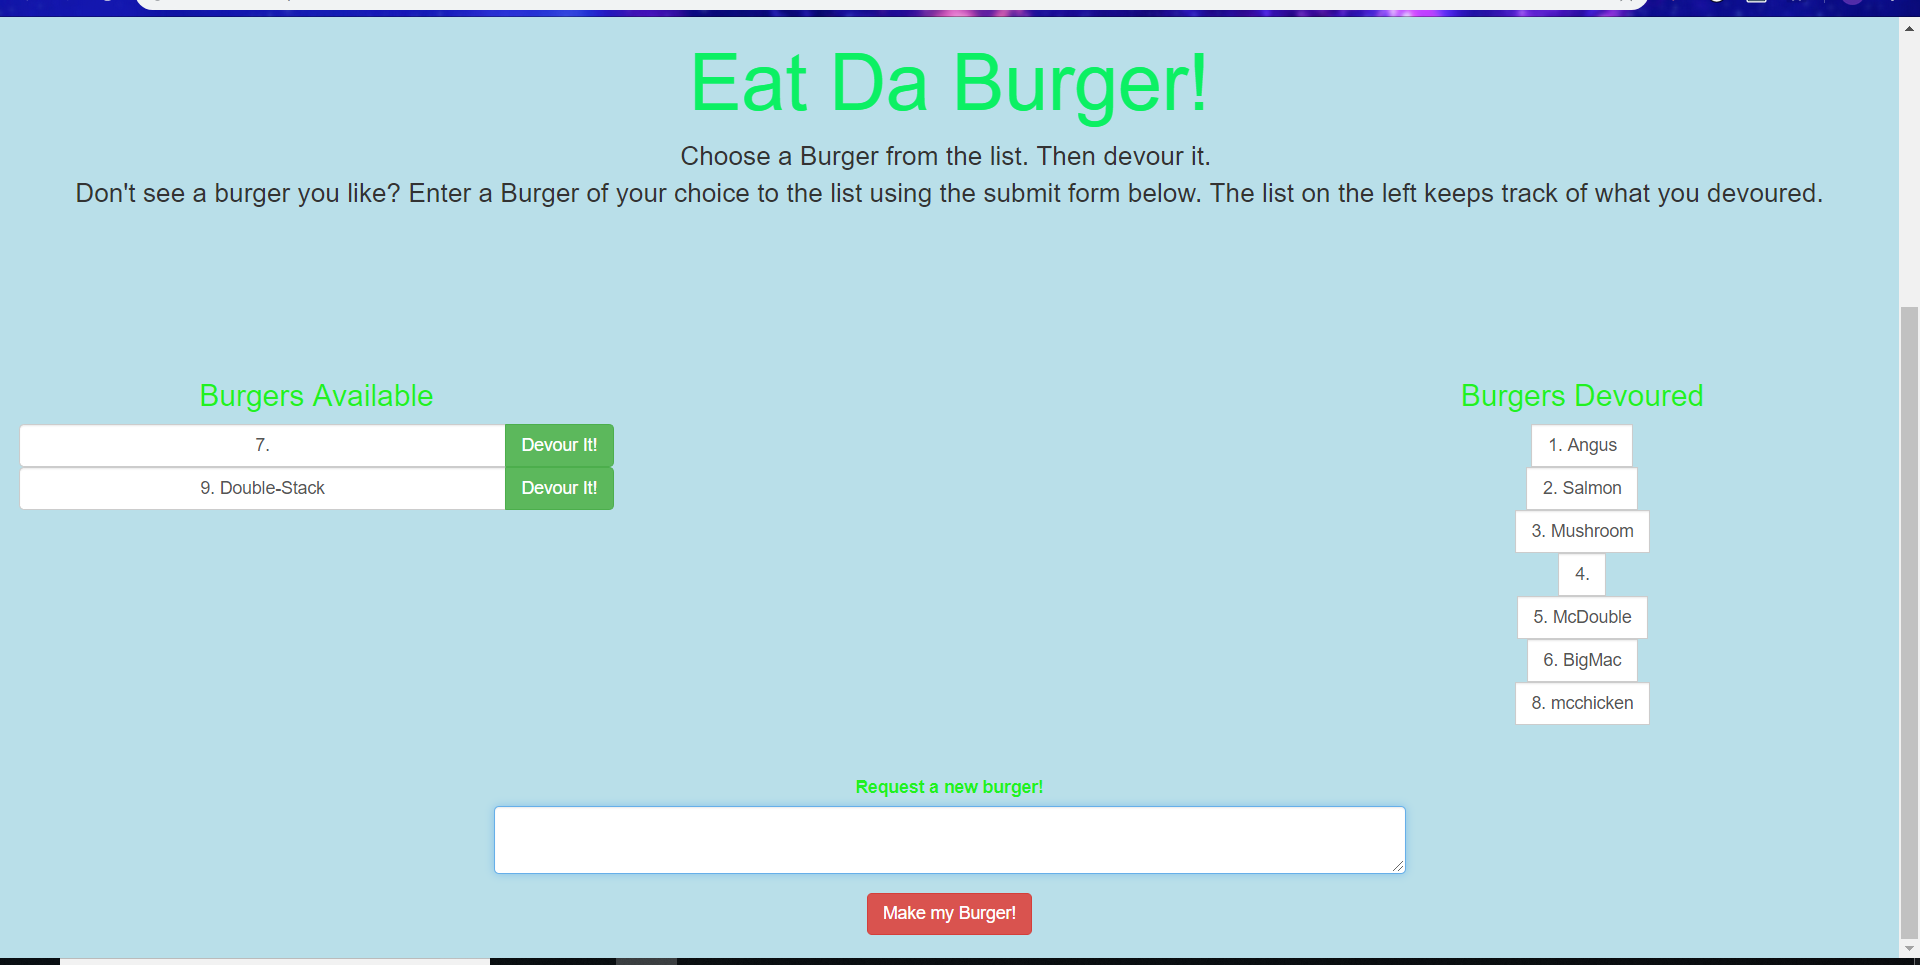 Eat Da Burger!
Choose a Burger from the list. Then devour it.
Don't see a burger you like? Enter a Burger of your choice to the list using the submit form below. The list on the left keeps track of what you devoured.
Burgers Available
7.
Devour It!
9. Double-Stack
Devour It!
Burgers Devoured
1. Angus
2. Salmon
3. Mushroom
4.
5. McDouble
6. BigMac
8. mcchicken
Request a new burger!
Make my Burger!